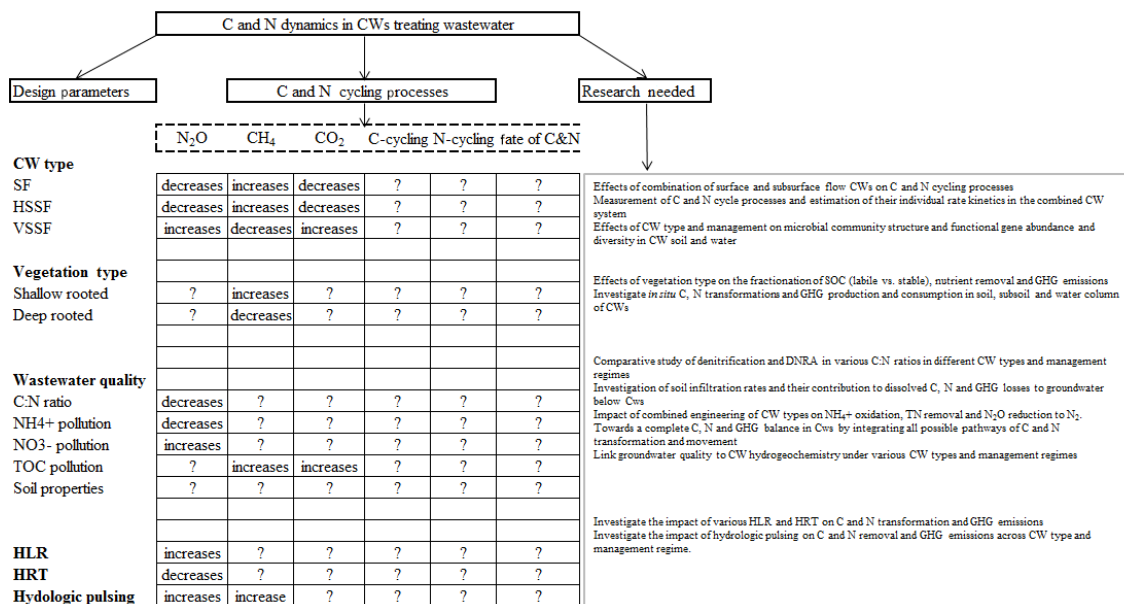 C and N dynamics in CWs treating wastewater
Design parameters
C and N cycling processes
Research needed
N₂O CH₄ CO₂ C-cycling N-cycling fate of C&N
CW type
SF decreases increases decreases ? ? ?
HSSF decreases increases decreases ? ? ?
VSSF increases decreases increases ? ? ?
Vegetation type
Shallow rooted ? increases ? ? ? ?
Deep rooted ? decreases ? ? ? ?
Wastewater quality
C:N ratio decreases ? ? ? ? ?
NH4+ pollution decreases ? ? ? ? ?
NO3- pollution increases ? ? ? ? ?
TOC pollution ? increases increases ? ? ?
Soil properties ? ? ? ? ? ?
HLR increases ? ? ? ? ?
HRT decreases ? ? ? ? ?
Hydologic pulsing increases increase ? ? ? ?
Effects of combination of surface and subsurface flow CWs on C and N cycling processes
Measurement of C and N cycle processes and estimation of their individual rate kinetics in the combined CW
system
Effects of CW type and management on microbial community structure and functional gene abundance and
diversity in CW soil and water
Effects of vegetation type on the fractionation of SOC (labile vs. stable), nutrient removal and GHG emissions
Investigate in situ C, N transformations and GHG production and consumption in soil, subsoil and water column
of CWs
Comparative study of denitrification and DNRA in various C:N ratios in different CW types and management
regimes
Investigation of soil infiltration rates and their contribution to dissolved C, N and GHG losses to groundwater
below Cws
Impact of combined engineering of CW types on NH₄+ oxidation, TN removal and N₂O reduction to N₂.
Towards a complete C, N and GHG balance in Cws by integrating all possible pathways of C and N
transformation and movement
Link groundwater quality to CW hydrogeochemistry under various CW types and management regimes
Investigate the impact of various HLR and HRT on C and N transformation and GHG emissions
Investigate the impact of hydrologic pulsing on C and N removal and GHG emissions across CW type and
management regime.